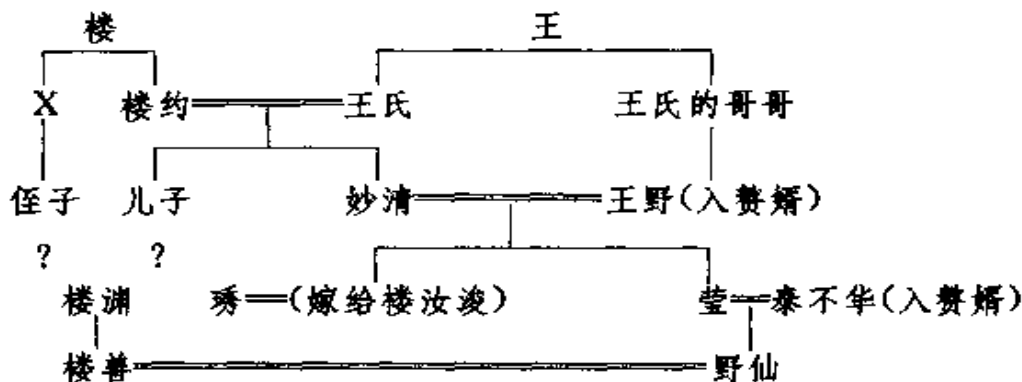 楼 王
X 楼约 王氏 王氏的哥哥
侄子 儿子 妙清 王野(入赘婿)
? ?
楼渊 琇 (嫁给楼汝浚) 莹 泰不华(入赘婿)
楼普 野仙